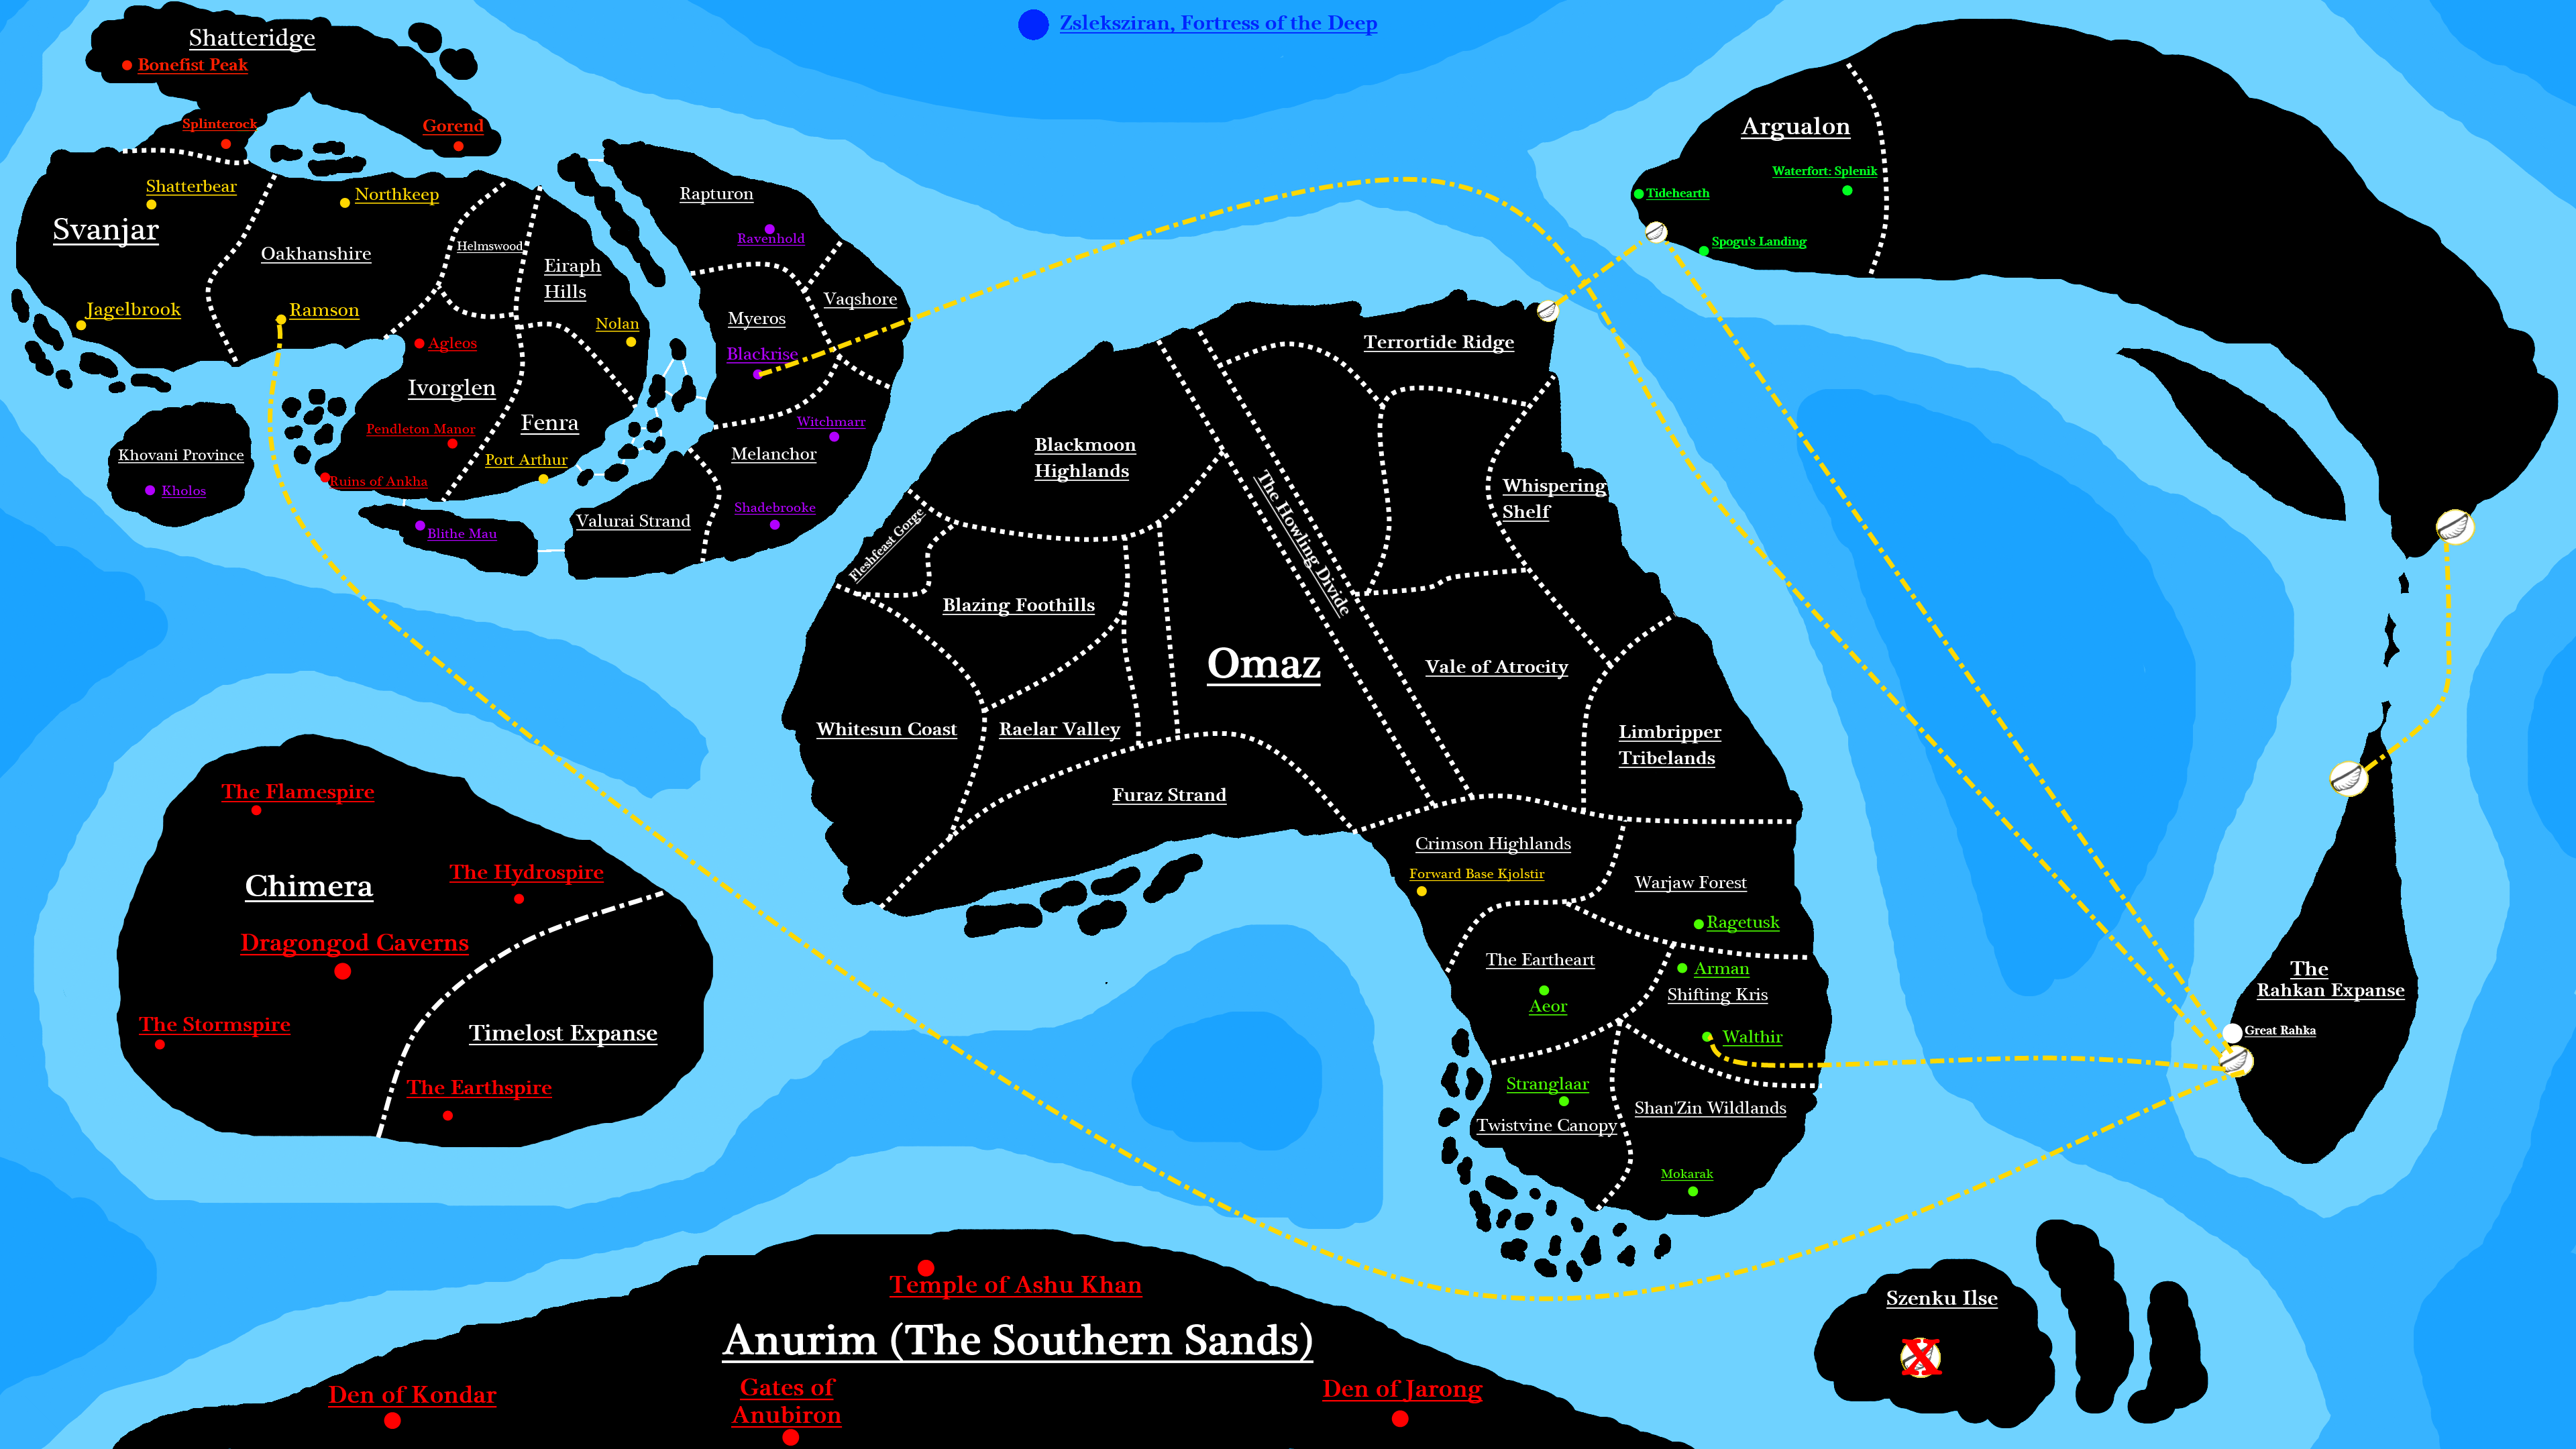 Zsleksziran, Fortress of the Deep
Shatteridge
Bonefist Peak
Splinterock
Gorend
Shatterbear
Svanjar
Jagelbrook
Northkeep
Oakhanshire
Ramson
Helmswood
Eiraph
Hills
Nolan
Agleos
Ivorglen
Pendleton Manor
Ruins of Ankha
Fenra
Port Arthur
Khovani Province
Kholos
Blithe Mau
Valurai Strand
Rapturon
Ravenhold
Vaqshore
Myeros
Blackrise
Witchmarr
Melanchor
Shadebrooke
Argualon
Waterfort: Splenik
Tidehearth
Spogu's Landing
Terrortide Ridge
Blackmoon
Highlands
Whispering
Shelf
The Howling Divide
Fleshfeast Gorge
Blazing Foothills
Omaz
Vale of Atrocity
Whitesun Coast
Raelar Valley
Limbripper
Tribelands
Furaz Strand
Crimson Highlands
Forward Base Kjolstir
Warjaw Forest
Ragetusk
The Eartheart
Aeor
Arman
Shifting Kris
Walthir
Stranglaar
Twistvine Canopy
Shan'Zin Wildlands
Mokarak
The
Rahkan Expanse
Great Rahka
The Flamespire
The Hydrospire
Chimera
Dragongod Caverns
The Stormspire
Timelost Expanse
The Earthspire
Temple of Ashu Khan
Anurim (The Southern Sands)
Den of Kondar
Gates of
Anubiron
Den of Jarong
Szenku Ilse
X